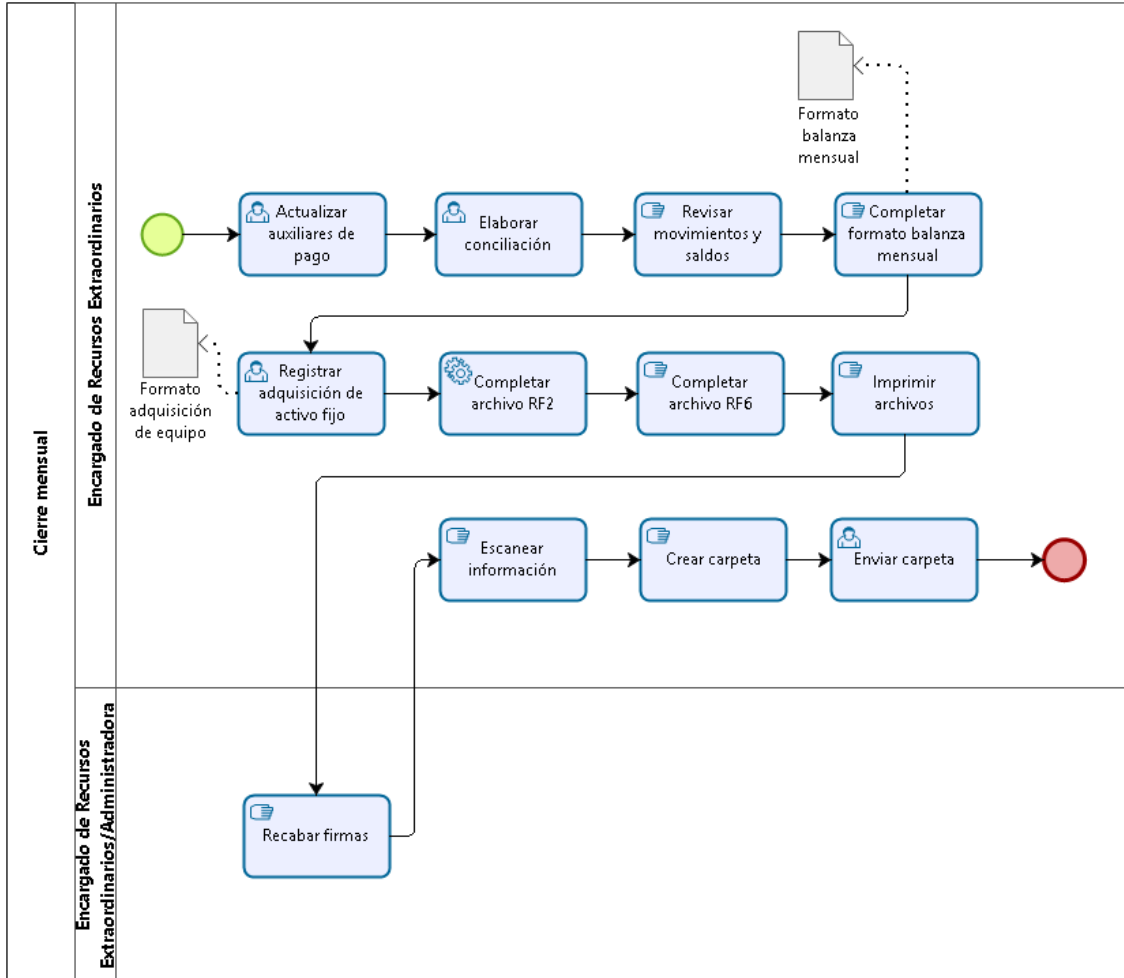 Cierre mensual
Encargado de Recursos Extraordinarios
Formato
balanza
mensual
Actualizar
auxiliares de
pago
Elaborar
conciliación
Revisar
movimientos y
saldos
Completar
formato balanza
mensual
Formato
adquisición
de equipo
Registrar
adquisición de
activo fijo
Completar
archivo RF2
Completar
archivo RF6
Imprimir
archivos
Escanear
información
Crear carpeta
Enviar carpeta
Encargado de Recursos
Extraordinarios/Administradora
Recabar firmas